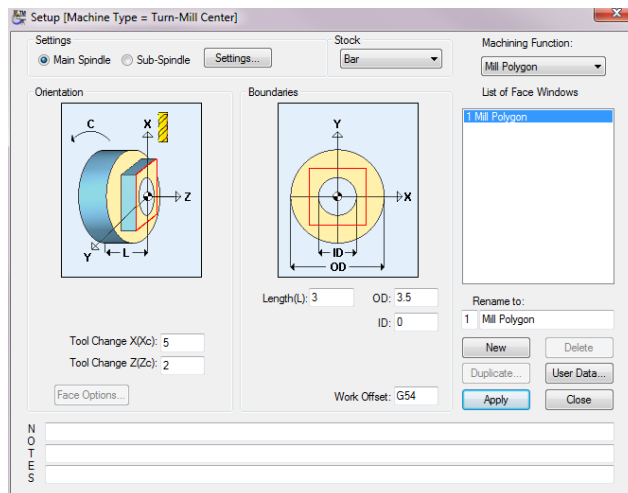 Setup [Machine Type = Turn-Mill Center]
Settings
Main Spindle
Sub-Spindle
Settings...
Stock
Bar
Machining Function:
Mill Polygon
Orientation
C
X
Z
Y
L
Tool Change X(Xc): 5
Tool Change Z(Zc): 2
Face Options...
Boundaries
Y
X
ID
OD
Length(L): 3
OD: 3.5
ID: 0
Work Offset: G54
List of Face Windows
1 Mill Polygon
Rename to:
1 Mill Polygon
New
Delete
Duplicate...
User Data...
Apply
Close
N
O
T
E
S